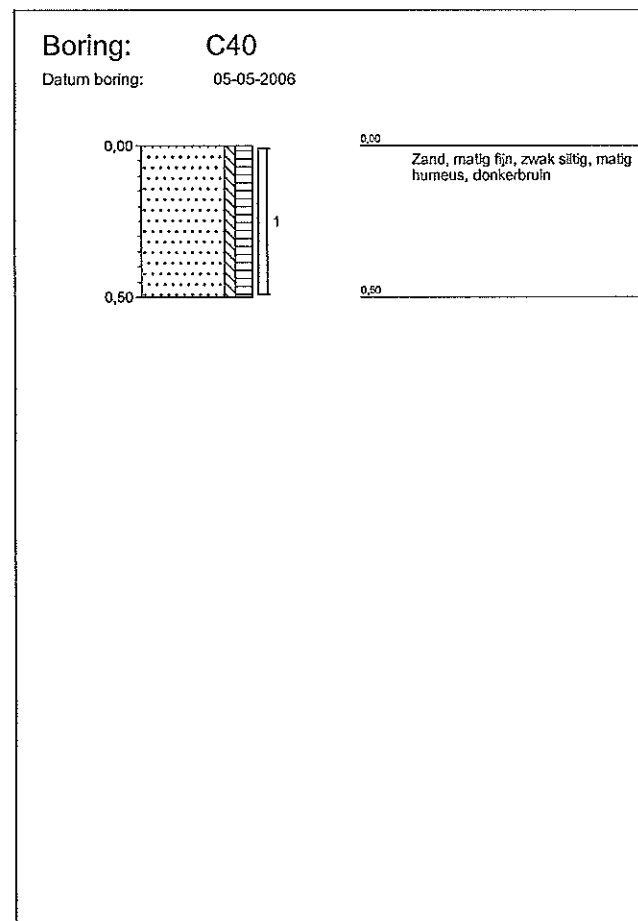 Boring: C40
Datum boring: 05-05-2006
0,00
0,00
Zand, matig fijn, zwak siltig, matig
humeus, donkerbruin
1
0,50
0,50